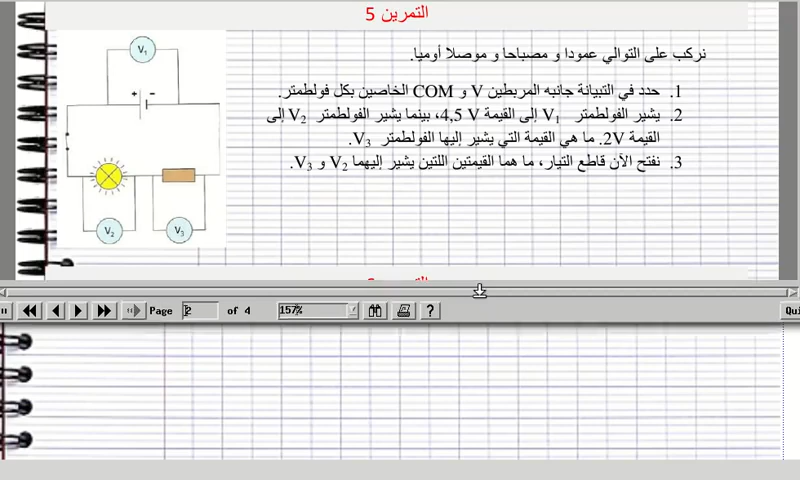 التمرين 5
نركب على التوالي عمودا و مصباحا و موصلا أوميا.
1. حدد في التبيانة جانبه المربطين V و COM الخاصين بكل فولطمتر.
2. يشير الفولطمتر V1 إلى القيمة 4,5 V، بينما يشير الفولطمتر V2 إلى
القيمة 2V. ما هي القيمة التي يشير إليها الفولطمتر V3.
3. نفتح الآن قاطع التيار، ما هما القيمتين اللتين يشير إليهما V2 و V3.
V1
+ −
V2
V3
Page 2 of 4 157% ?
Qu